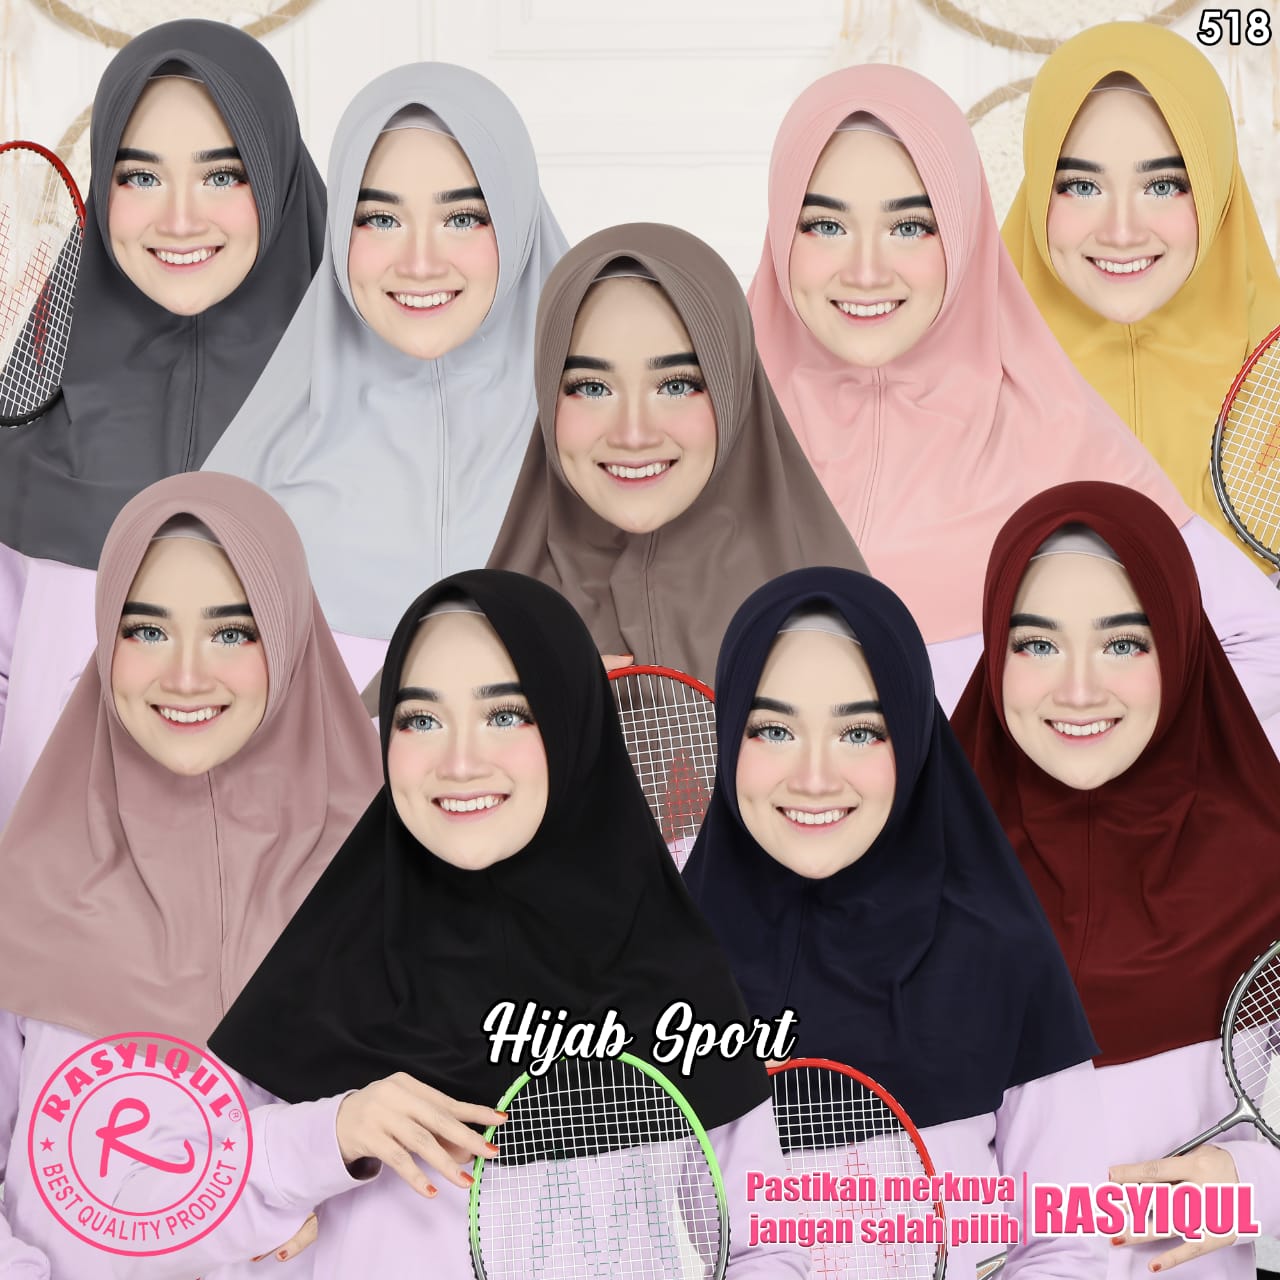 518
Hijab Sport
RASYIQUL®
R
BEST QUALITY PRODUCT
Pastikan merknya
jangan salah pilih
RASYIQUL